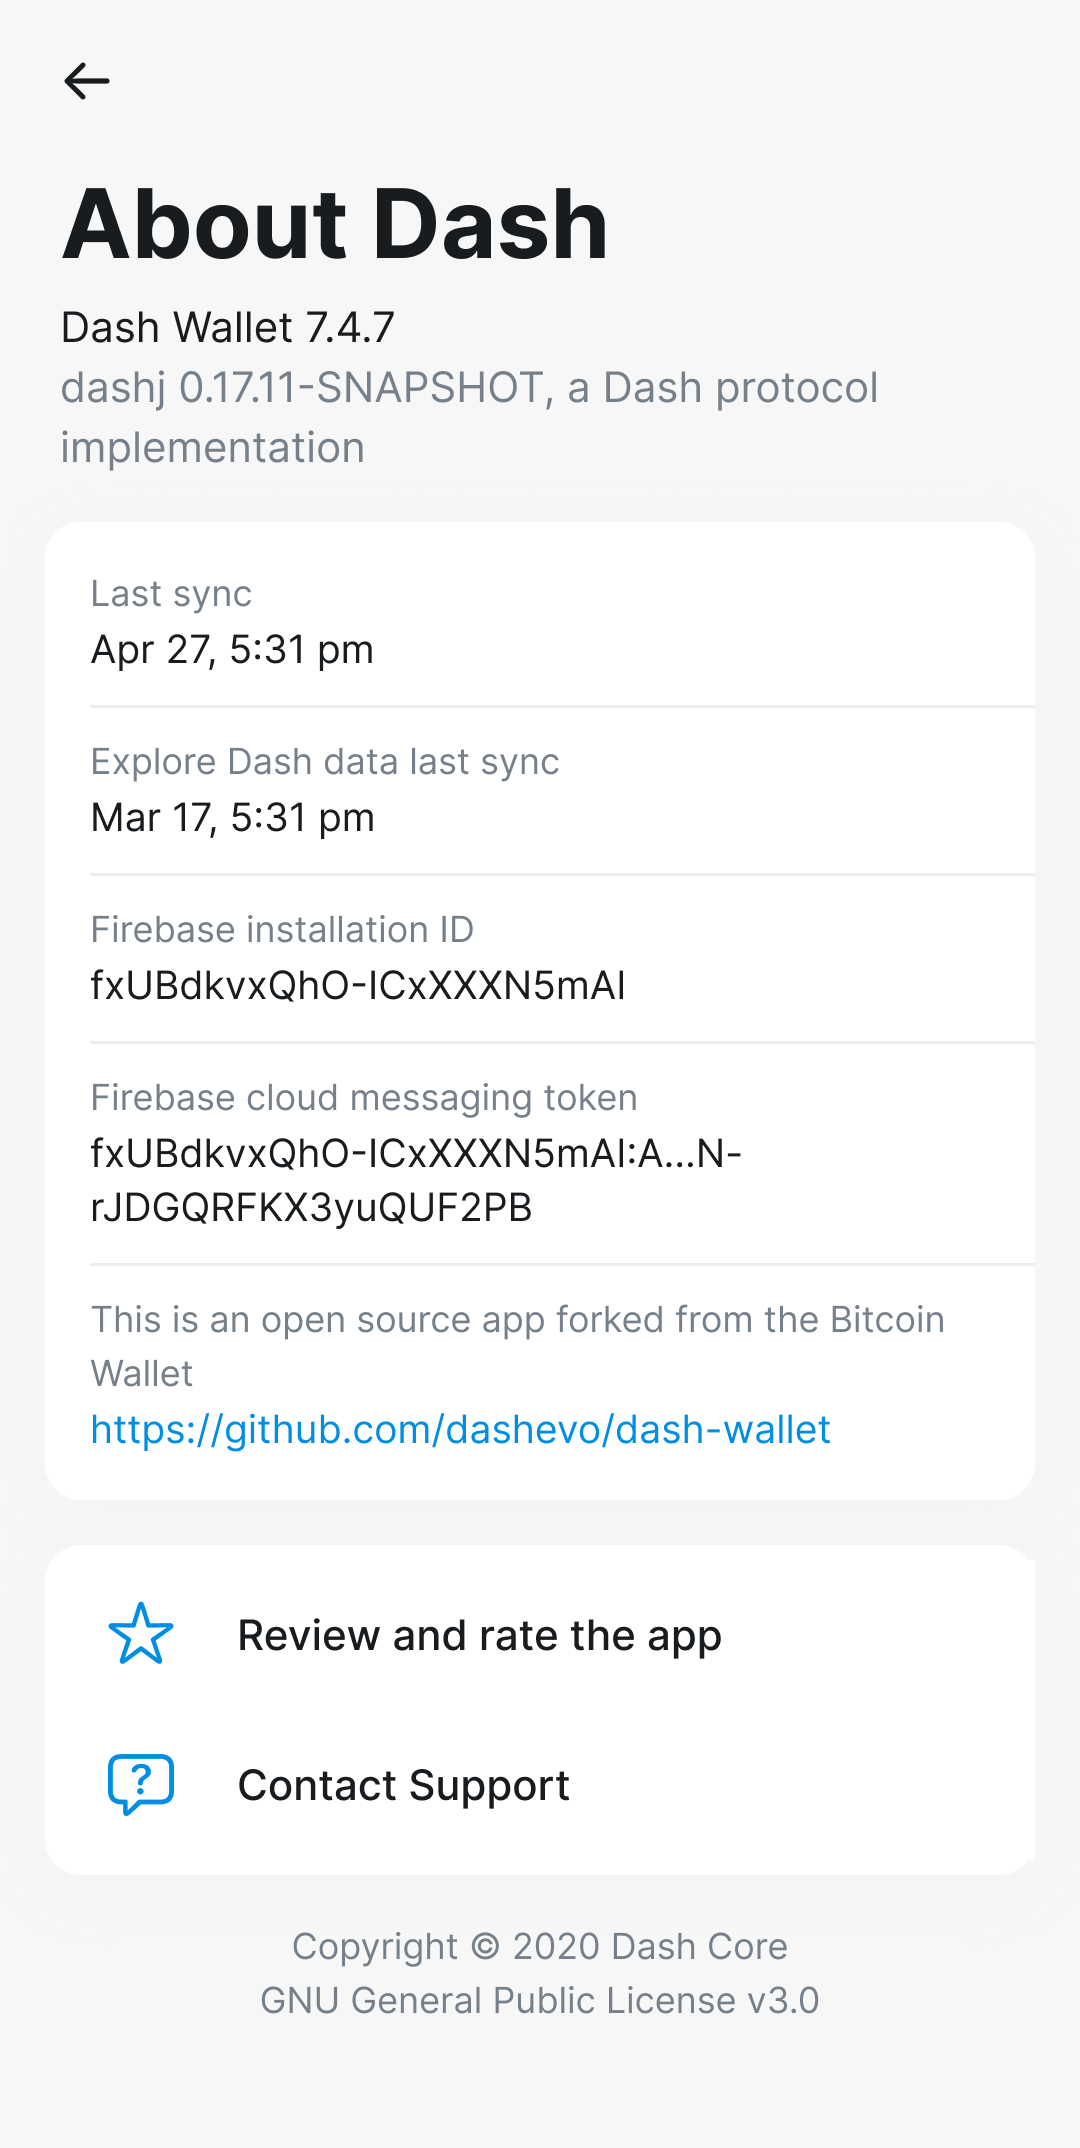 About Dash
Dash Wallet 7.4.7
dashj 0.17.11-SNAPSHOT, a Dash protocol
implementation
Last sync
Apr 27, 5:31 pm
Explore Dash data last sync
Mar 17, 5:31 pm
Firebase installation ID
fxUBdkvxQhO-ICxXXXN5mAI
Firebase cloud messaging token
fxUBdkvxQhO-ICxXXXN5mAI:A...N-
rJDGQRFKX3yuQUF2PB
This is an open source app forked from the Bitcoin
Wallet
https://github.com/dashevo/dash-wallet
Review and rate the app
Contact Support
Copyright © 2020 Dash Core
GNU General Public License v3.0